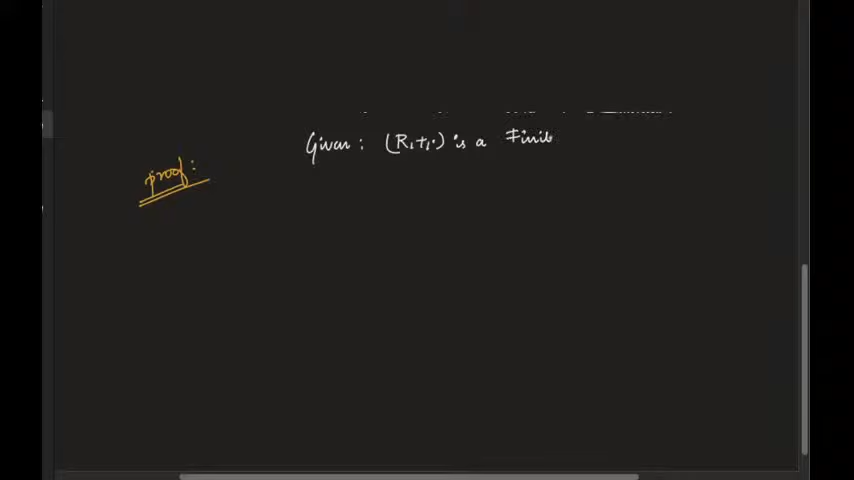 Given: (R,+,·) is a Finite
proof: